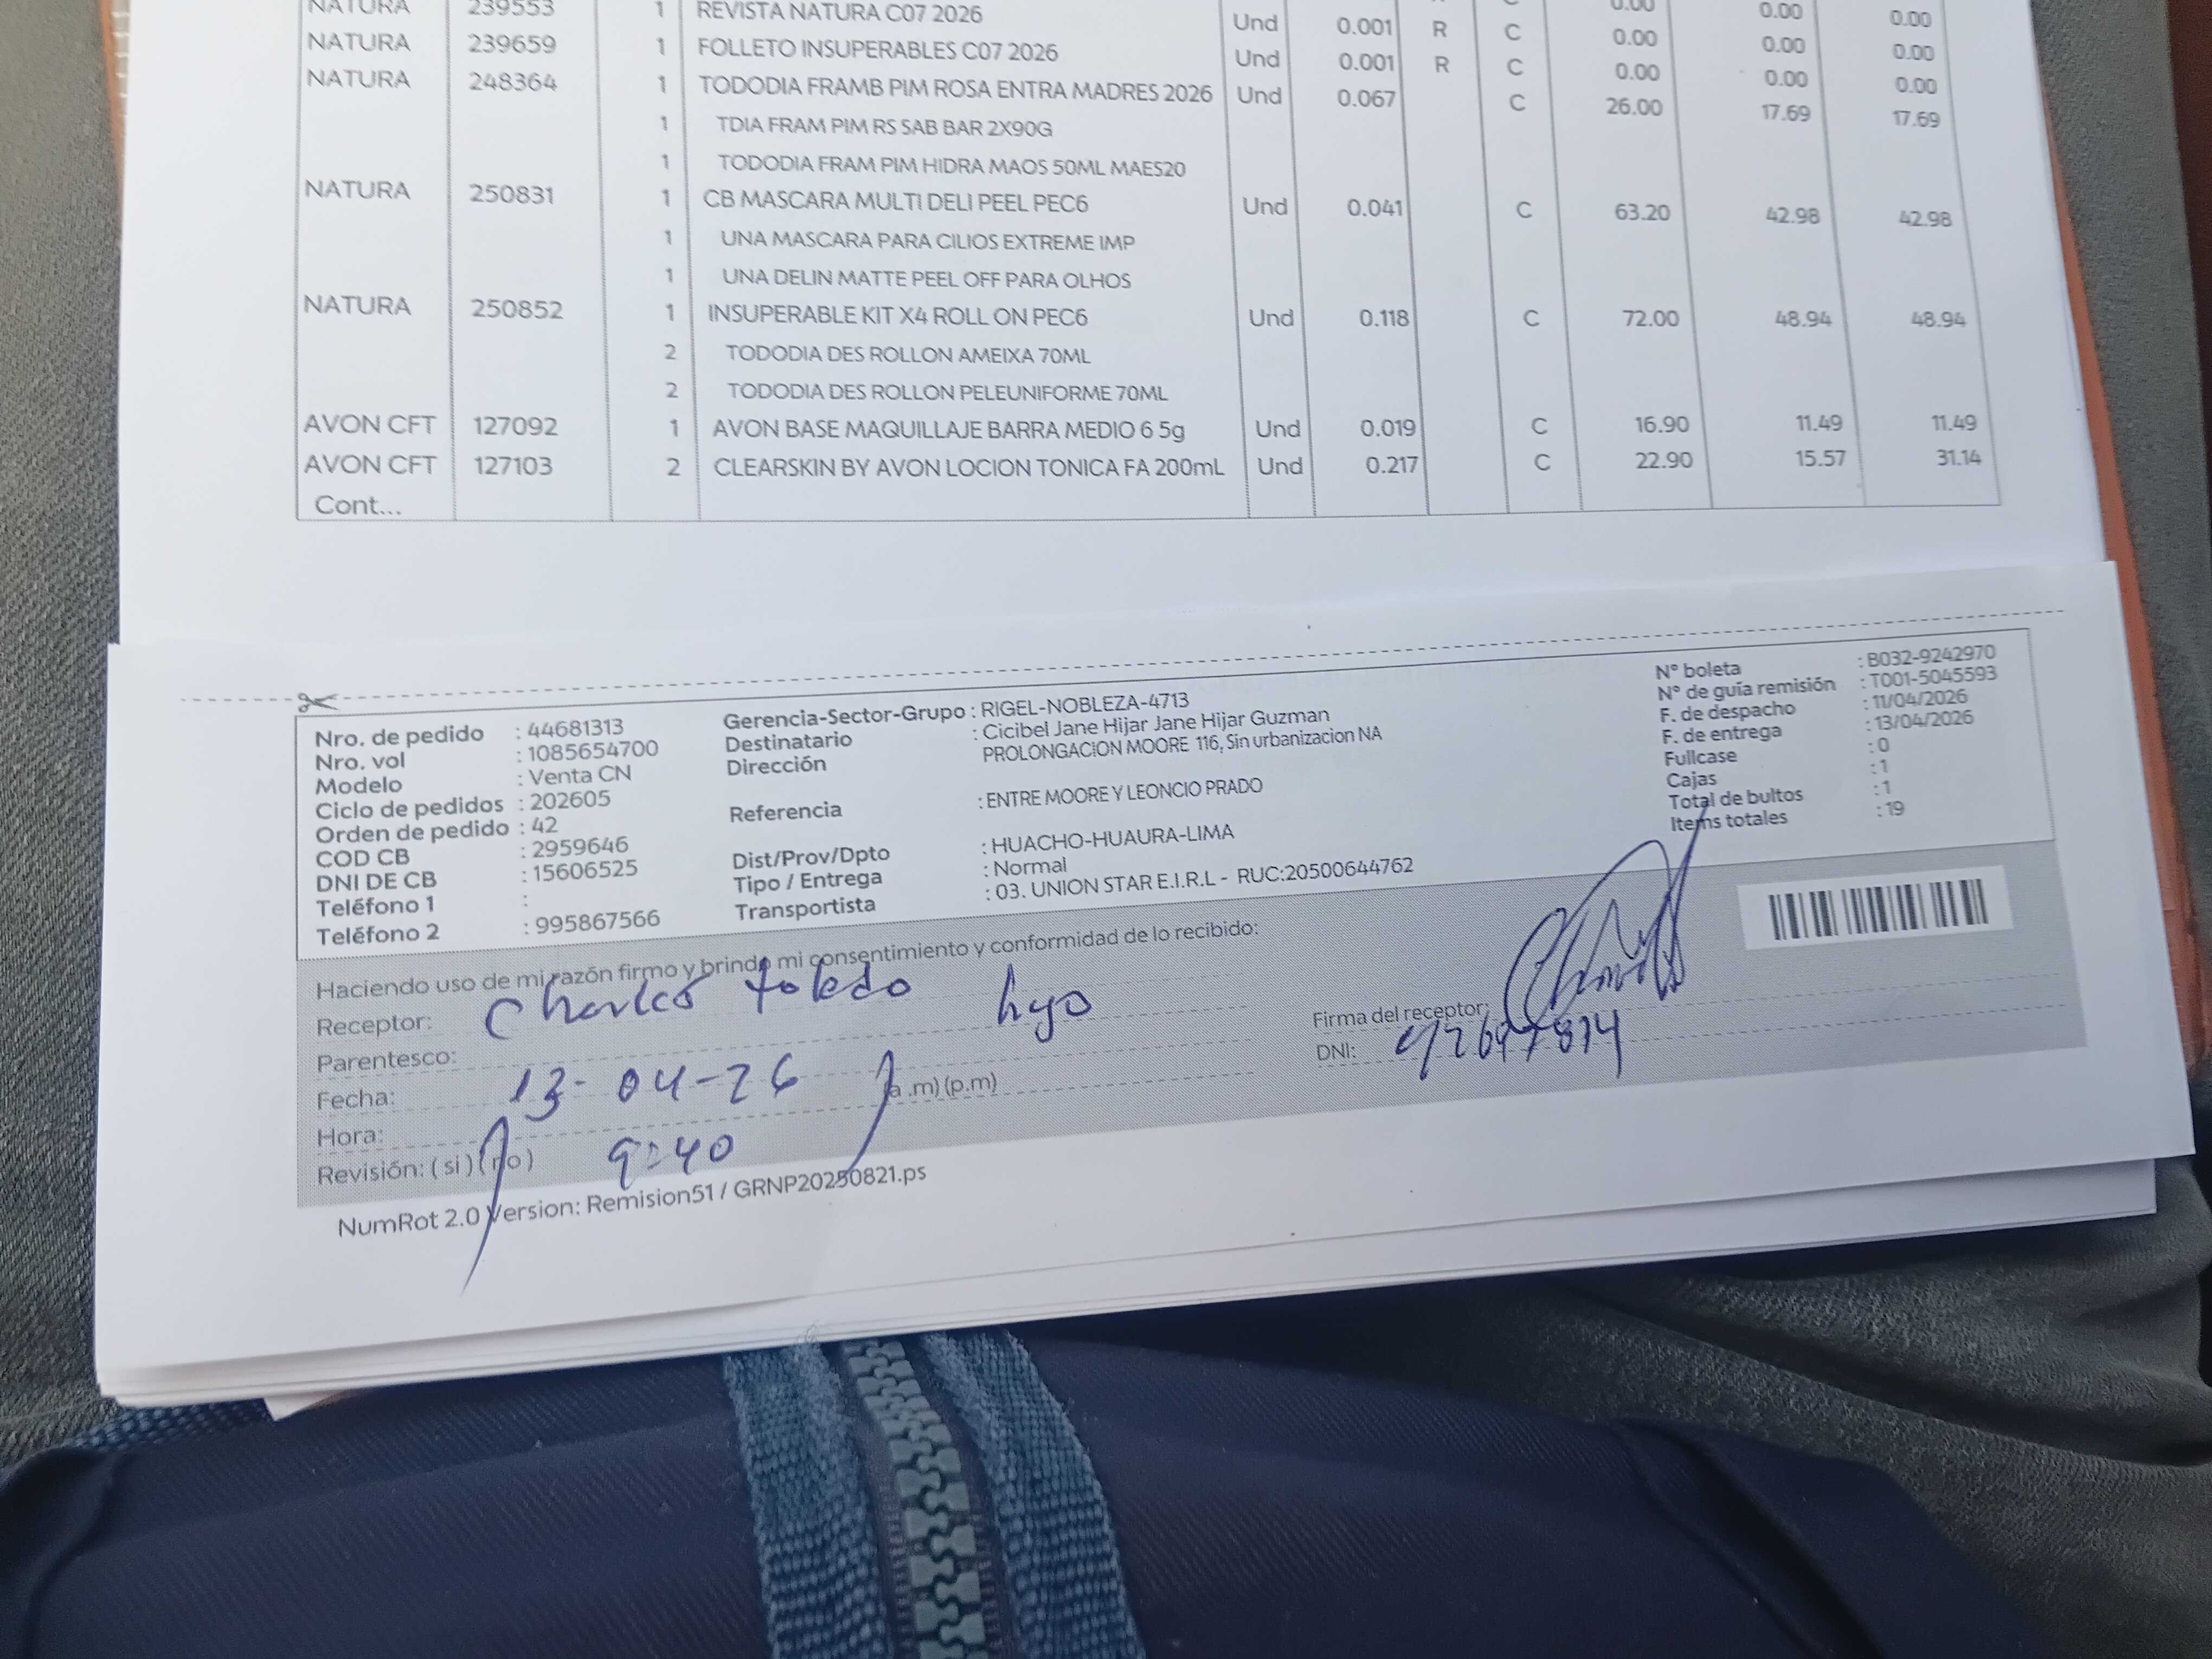 NATURA 239553 1 REVISTA NATURA C07 2026 Und 0.001 R C 0.00 0.00 0.00
NATURA 239659 1 FOLLETO INSUPERABLES C07 2026 Und 0.001 R C 0.00 0.00 0.00
NATURA 248364 1 TODODIA FRAMB PIM ROSA ENTRA MADRES 2026 Und 0.067 C 26.00 17.69 17.69
1 TDIA FRAM PIM RS SAB BAR 2X90G
1 TODODIA FRAM PIM HIDRA MAOS 50ML MAES20
NATURA 250831 1 CB MASCARA MULTI DELI PEEL PEC6 Und 0.041 C 63.20 42.98 42.98
1 UNA MASCARA PARA CILIOS EXTREME IMP
1 UNA DELIN MATTE PEEL OFF PARA OLHOS
NATURA 250852 1 INSUPERABLE KIT X4 ROLL ON PEC6 Und 0.118 C 72.00 48.94 48.94
2 TODODIA DES ROLLON AMEIXA 70ML
2 TODODIA DES ROLLON PELEUNIFORME 70ML
AVON CFT 127092 1 AVON BASE MAQUILLAJE BARRA MEDIO 6 5g Und 0.019 C 16.90 11.49 11.49
AVON CFT 127103 2 CLEARSKIN BY AVON LOCION TONICA FA 200mL Und 0.217 C 22.90 15.57 31.14
Cont...
Nro. de pedido : 44681313
Nro. vol : 1085654700
Modelo : Venta CN
Ciclo de pedidos : 202605
Orden de pedido : 42
COD CB : 2959646
DNI DE CB : 15606525
Teléfono 1 :
Teléfono 2 : 995867566
Gerencia-Sector-Grupo : RIGEL-NOBLEZA-4713
Destinatario : Cicibel Jane Hijar Jane Hijar Guzman
Dirección PROLONGACION MOORE 116, Sin urbanizacion NA
Referencia : ENTRE MOORE Y LEONCIO PRADO
Dist/Prov/Dpto : HUACHO-HUAURA-LIMA
Tipo / Entrega : Normal
Transportista : 03. UNION STAR E.I.R.L - RUC:20500644762
N° boleta : B032-9242970
N° de guía remisión : T001-5045593
F. de despacho : 11/04/2026
F. de entrega : 13/04/2026
Fullcase : 0
Cajas : 1
Total de bultos : 1
Items totales : 19
Haciendo uso de mi razón firmo y brindo mi consentimiento y conformidad de lo recibido:
Receptor: Charles Toledo
Parentesco: hyo
Fecha: 13-04-26
Hora: 9:40 (a.m) (p.m)
Revisión: (si) (no)
Firma del receptor:
DNI:
NumRot 2.0 Version: Remision51 / GRNP20250821.ps